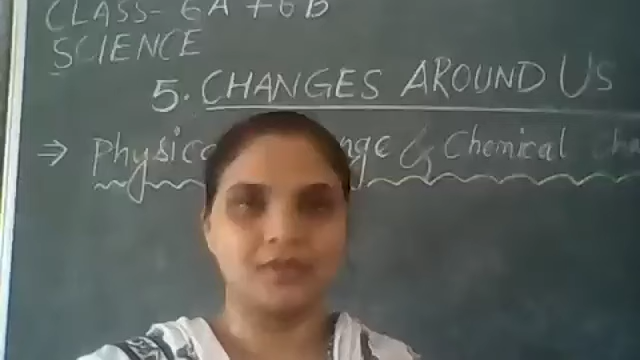 CLASS- 6A + 6B
SCIENCE
5. CHANGES AROUND US
⇒ & Chemical